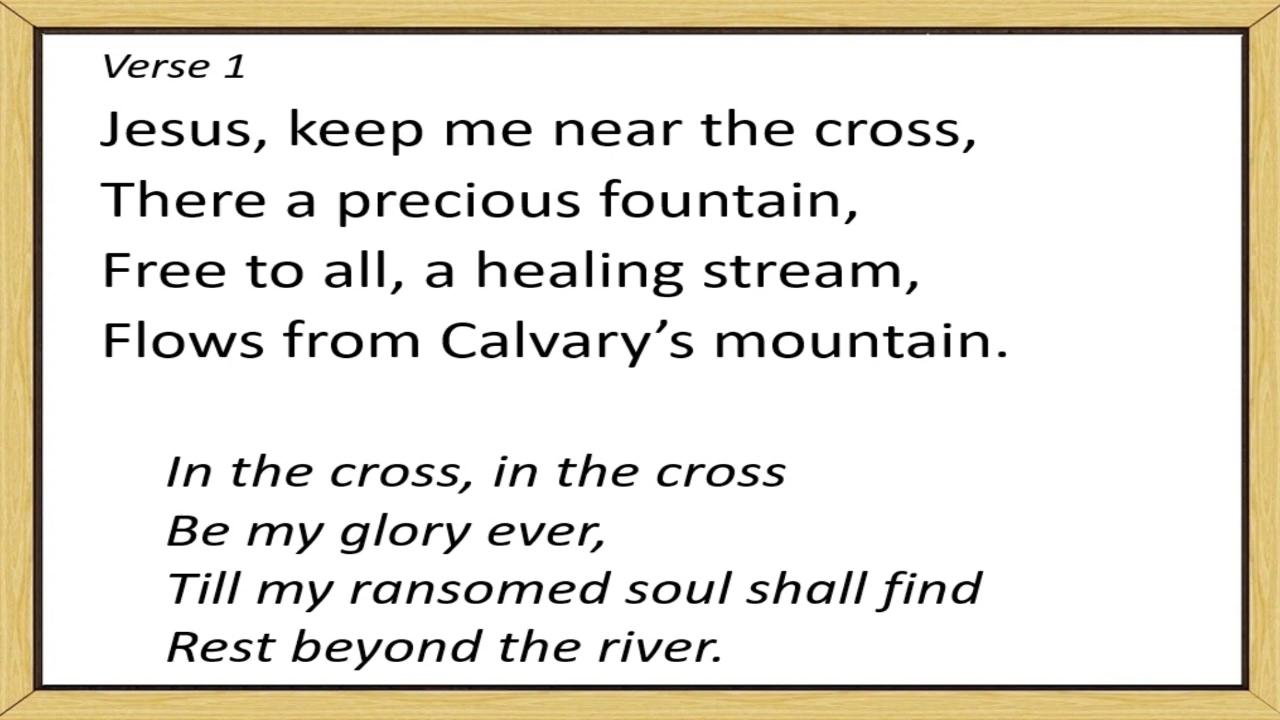 Verse 1
Jesus, keep me near the cross,
There a precious fountain,
Free to all, a healing stream,
Flows from Calvary’s mountain.
In the cross, in the cross
Be my glory ever,
Till my ransomed soul shall find
Rest beyond the river.